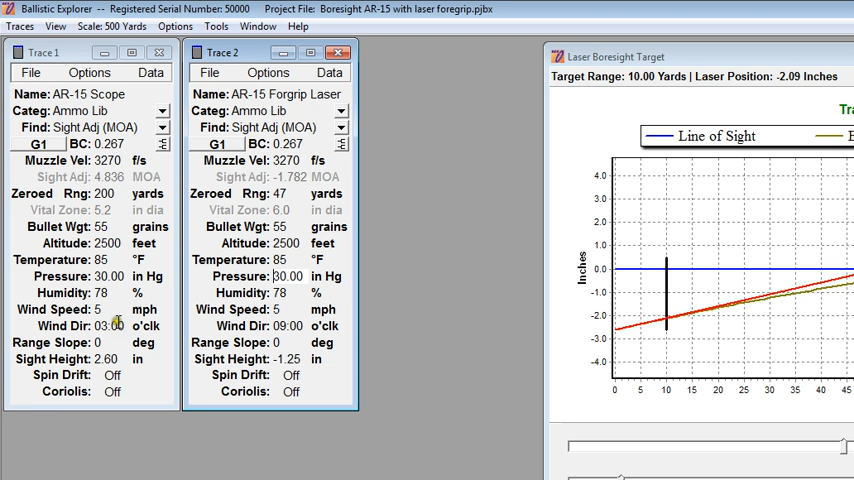 Ballistic Explorer -- Registered Serial Number: 50000 Project File: Boresight AR-15 with laser foregrip.pjbx
Traces View Scale: 500 Yards Options Tools Window Help
Trace 1
File Options Data
Name: AR-15 Scope
Categ: Ammo Lib
Find: Sight Adj (MOA)
G1 BC: 0.267
Muzzle Vel: 3270 f/s
Sight Adj: 4.836 MOA
Zeroed Rng: 200 yards
Vital Zone: 5.2 in dia
Bullet Wgt: 55 grains
Altitude: 2500 feet
Temperature: 85 °F
Pressure: 30.00 in Hg
Humidity: 78 %
Wind Speed: 5 mph
Wind Dir: 03:00 o'clk
Range Slope: 0 deg
Sight Height: 2.60 in
Spin Drift: Off
Coriolis: Off
Trace 2
File Options Data
Name: AR-15 Forgrip Laser
Categ: Ammo Lib
Find: Sight Adj (MOA)
G1 BC: 0.267
Muzzle Vel: 3270 f/s
Sight Adj: -1.782 MOA
Zeroed Rng: 47 yards
Vital Zone: 6.0 in dia
Bullet Wgt: 55 grains
Altitude: 2500 feet
Temperature: 85 °F
Pressure: 30.00 in Hg
Humidity: 78 %
Wind Speed: 5 mph
Wind Dir: 09:00 o'clk
Range Slope: 0 deg
Sight Height: -1.25 in
Spin Drift: Off
Coriolis: Off
Laser Boresight Target
Target Range: 10.00 Yards | Laser Position: -2.09 Inches
Tra
Line of Sight
Inches
4.0
3.0
2.0
1.0
0.0
-1.0
-2.0
-3.0
-4.0
0 5 10 15 20 25 30 35 40 45